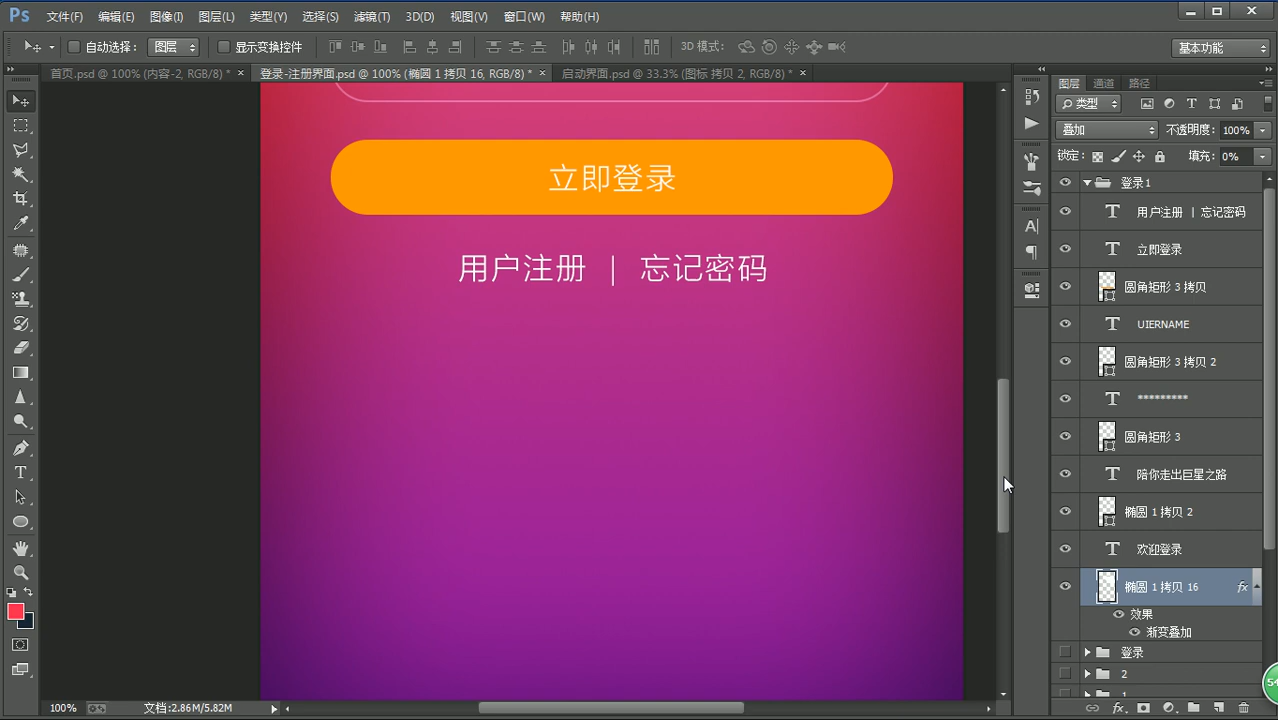 Ps 文件(F) 编辑(E) 图像(I) 图层(L) 类型(Y) 选择(S) 滤镜(T) 3D(D) 视图(V) 窗口(W) 帮助(H)
自动选择: 图层 显示变换控件 3D 模式: 基本功能
首页.psd @ 100% (内容-2, RGB/8) * × 登录-注册界面.psd @ 100% (椭圆 1 拷贝 16, RGB/8) * × 启动界面.psd @ 33.3% (图标 拷贝 2, RGB/8) * ×
图层 通道 路径
类型
叠加 不透明度: 100%
锁定: 填充: 0%
登录1
用户注册 | 忘记密码
立即登录
圆角矩形 3 拷贝
UIERNAME
圆角矩形 3 拷贝 2
*********
圆角矩形 3
陪你走出巨星之路
椭圆 1 拷贝 2
欢迎登录
椭圆 1 拷贝 16 fx
效果
渐变叠加
登录
2
1
立即登录
用户注册 | 忘记密码
100% 文档:2.86M/5.82M
54